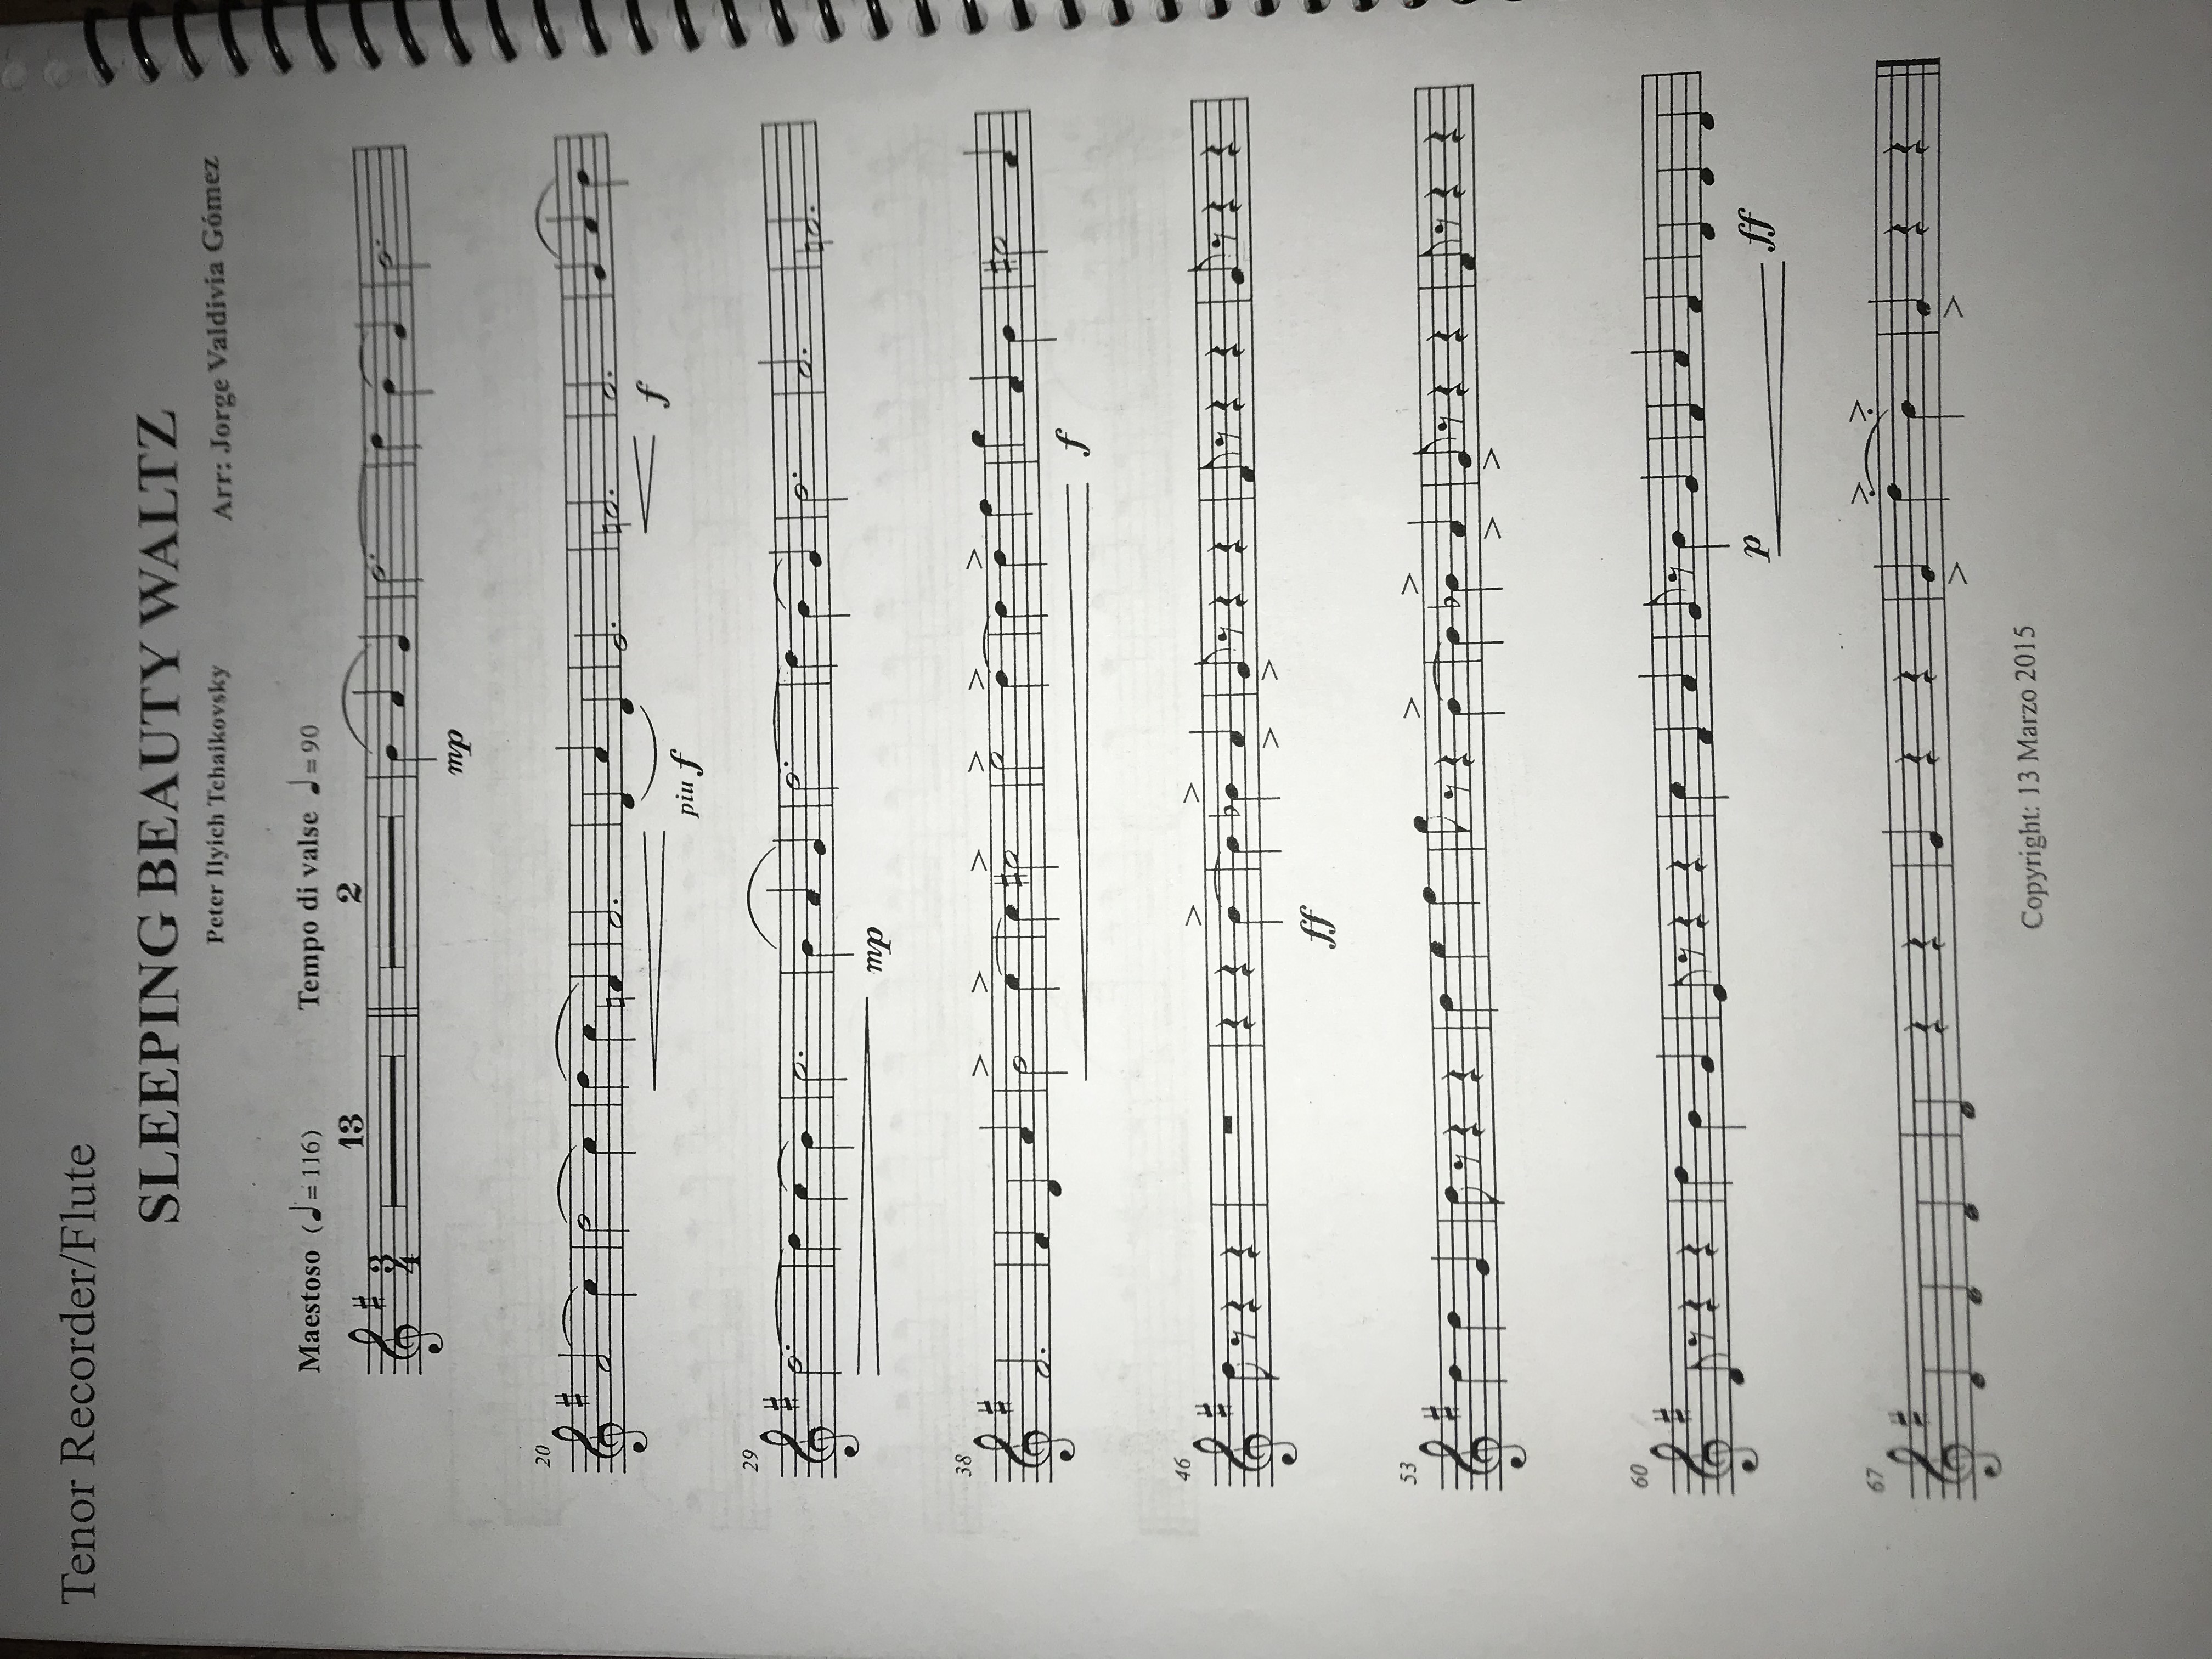 Tenor Recorder/Flute
SLEEPING BEAUTY WALTZ
Peter Ilyich Tchaikovsky
Arr: Jorge Valdivia Gómez
Maestoso (♩=116) Tempo di valse ♩=90
13 2
3
4
mp
20
piu f f
29
mp
38
f
46
ff
53
60
p ff
67
Copyright: 13 Marzo 2015